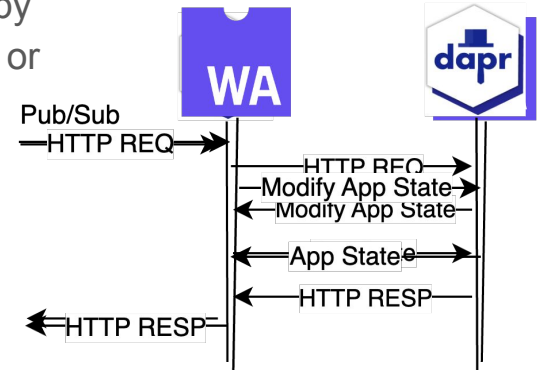 by
or
WA
dapr
Pub/Sub
HTTP REQ
HTTP REQ
Modify App State
Modify App State
App State
HTTP RESP
HTTP RESP